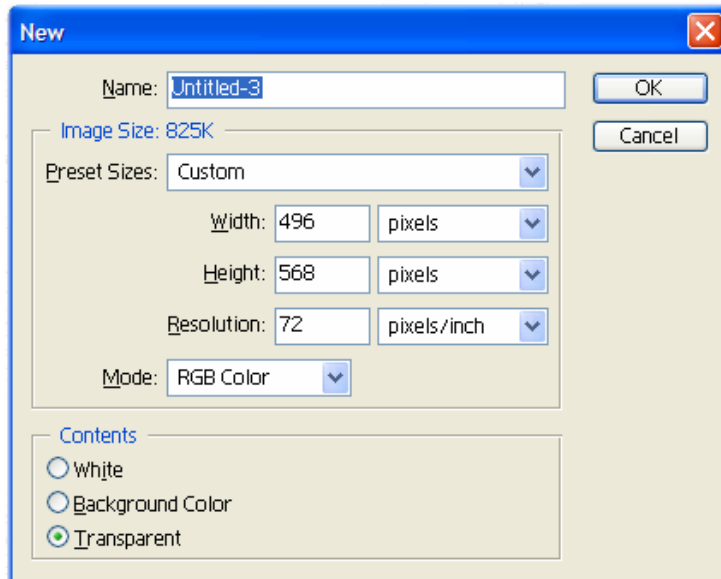 New
Name: Untitled-3
OK
Image Size: 825K
Cancel
Preset Sizes: Custom
Width: 496 pixels
Height: 568 pixels
Resolution: 72 pixels/inch
Mode: RGB Color
Contents
White
Background Color
Transparent